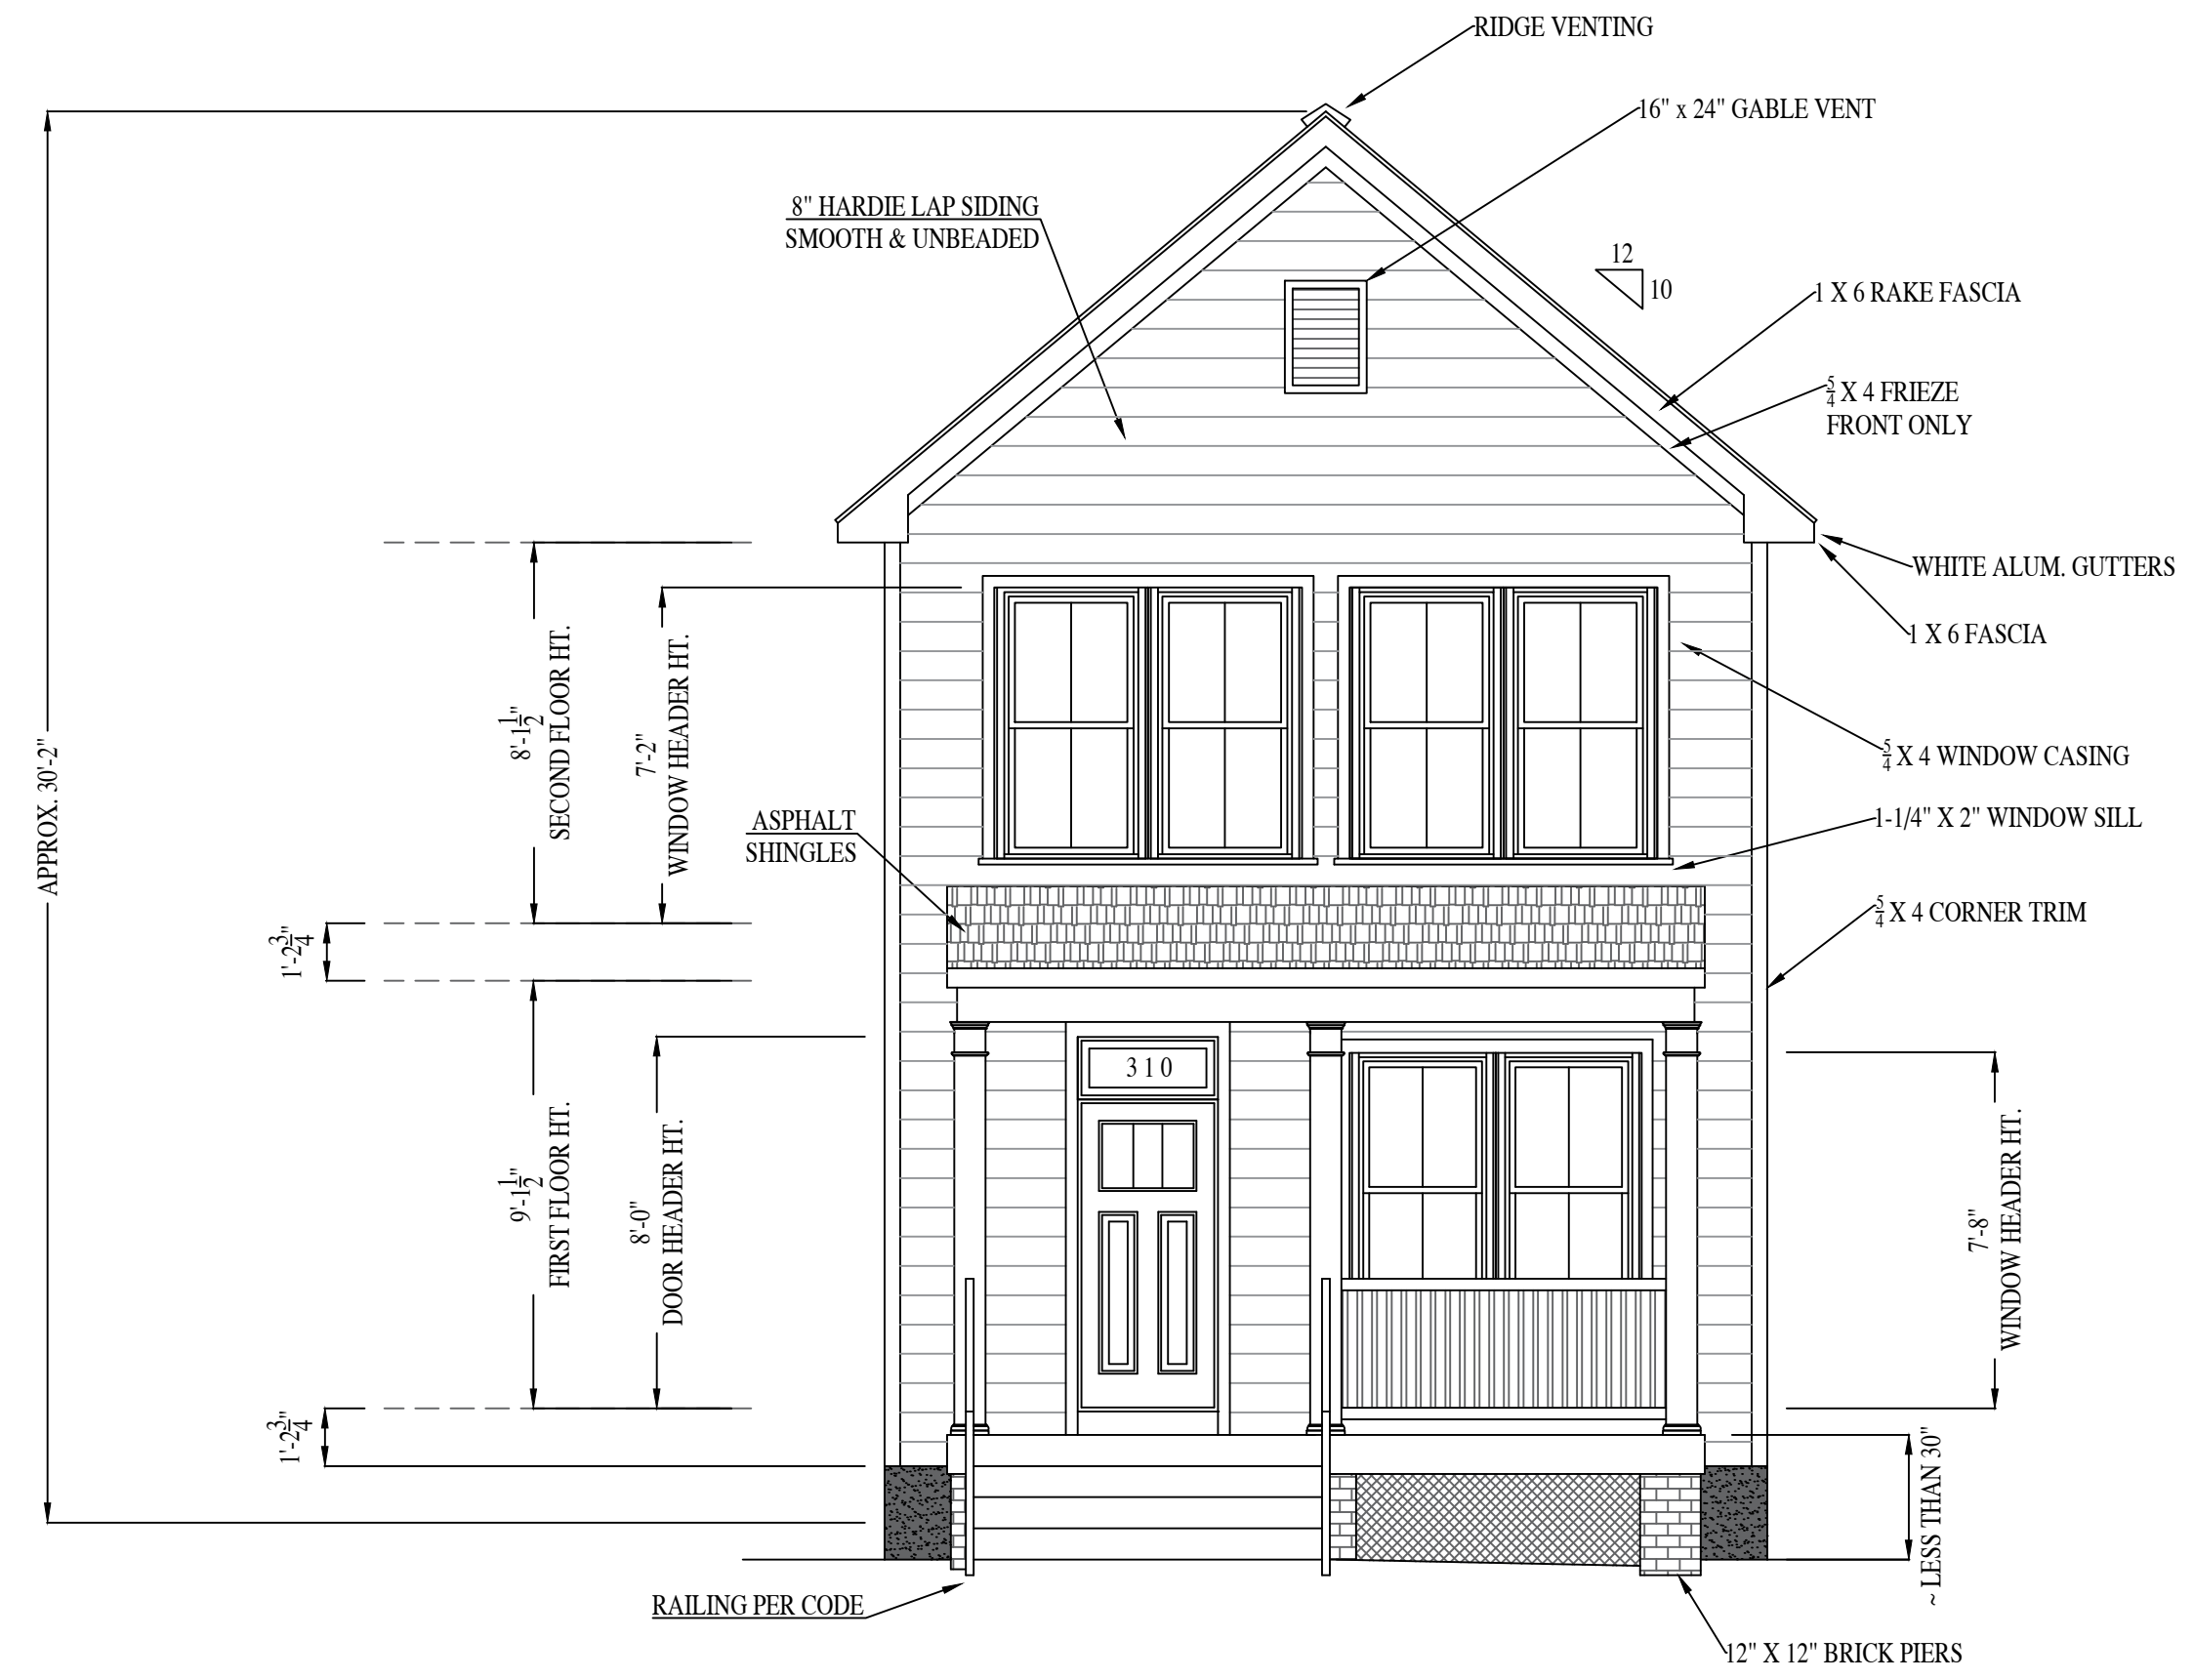 RIDGE VENTING
16" x 24" GABLE VENT
8" HARDIE LAP SIDING
SMOOTH & UNBEADED
12
10
1 X 6 RAKE FASCIA
5/4 X 4 FRIEZE
FRONT ONLY
WHITE ALUM. GUTTERS
1 X 6 FASCIA
8'-1 1/2"
SECOND FLOOR HT.
7'-2"
WINDOW HEADER HT.
APPROX. 30'-2"
5/4 X 4 WINDOW CASING
ASPHALT
SHINGLES
1-1/4" X 2" WINDOW SILL
5/4 X 4 CORNER TRIM
1'-2 3/4"
310
9'-1 1/2"
FIRST FLOOR HT.
8'-0"
DOOR HEADER HT.
7'-8"
WINDOW HEADER HT.
1'-2 3/4"
~ LESS THAN 30"
RAILING PER CODE
12" X 12" BRICK PIERS